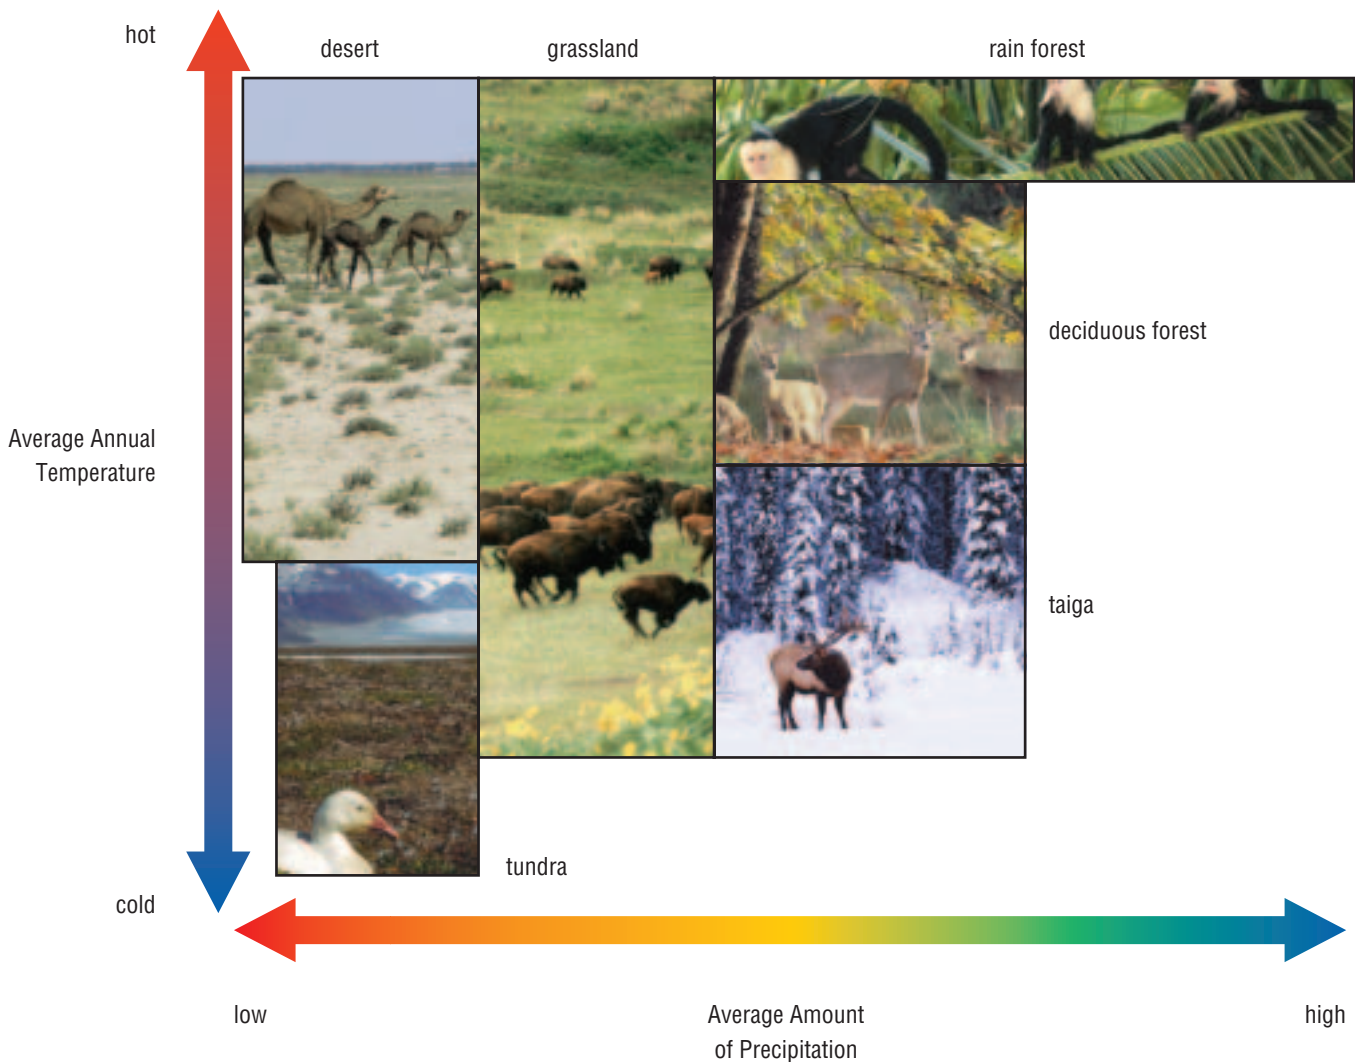 hot
desert
grassland
rain forest
deciduous forest
Average Annual
Temperature
taiga
tundra
cold
low
Average Amount
of Precipitation
high